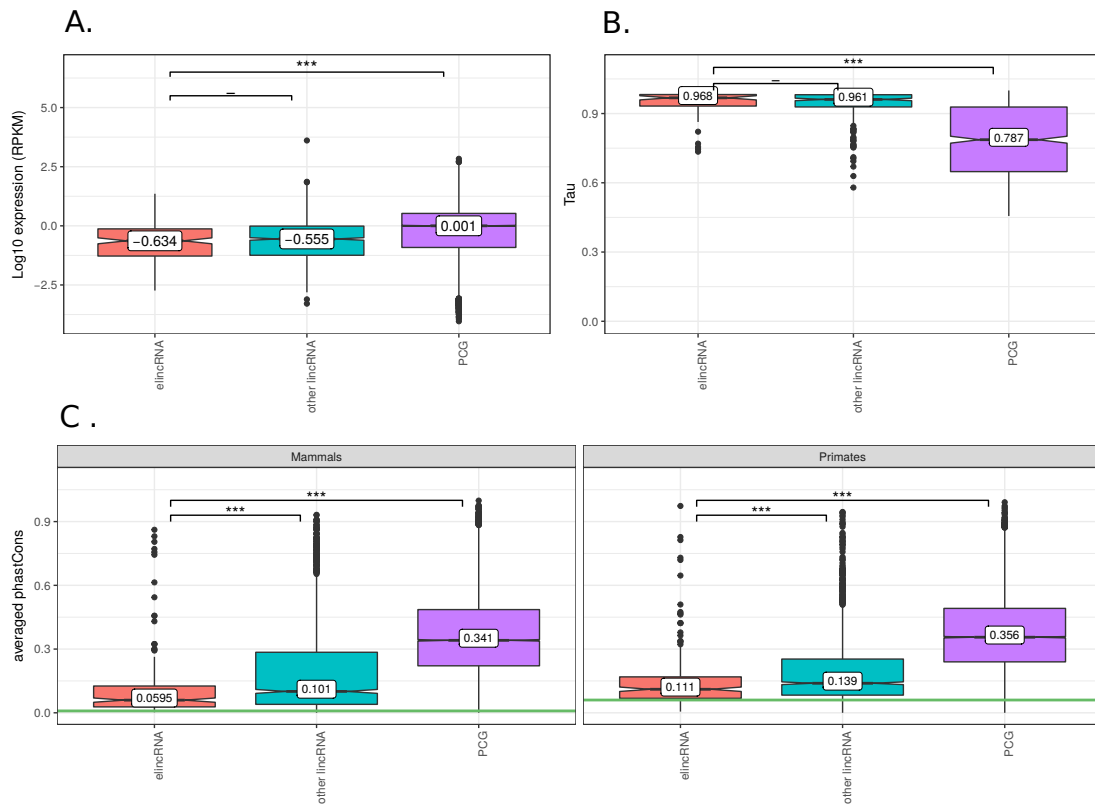 A.
B.
Log10 expression (RPKM)
5.0
2.5
0.0
−2.5
***
–
−0.634
−0.555
0.001
elincRNA
other lincRNA
PCG
Tau
0.9
0.6
0.3
0.0
***
–
0.968
0.961
0.787
elincRNA
other lincRNA
PCG
C .
averaged phastCons
0.9
0.6
0.3
0.0
Mammals
***
***
0.0595
0.101
0.341
elincRNA
other lincRNA
PCG
Primates
***
***
0.111
0.139
0.356
elincRNA
other lincRNA
PCG